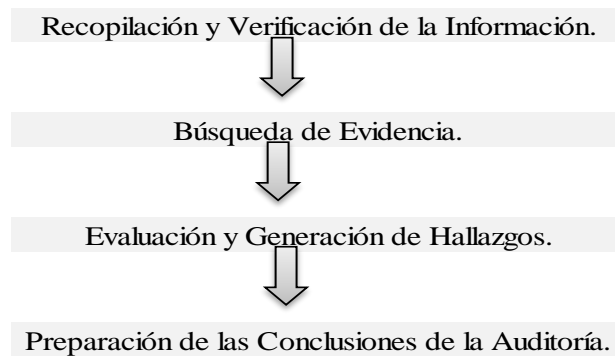 Recopilación y Verificación de la Información.
Búsqueda de Evidencia.
Evaluación y Generación de Hallazgos.
Preparación de las Conclusiones de la Auditoría.